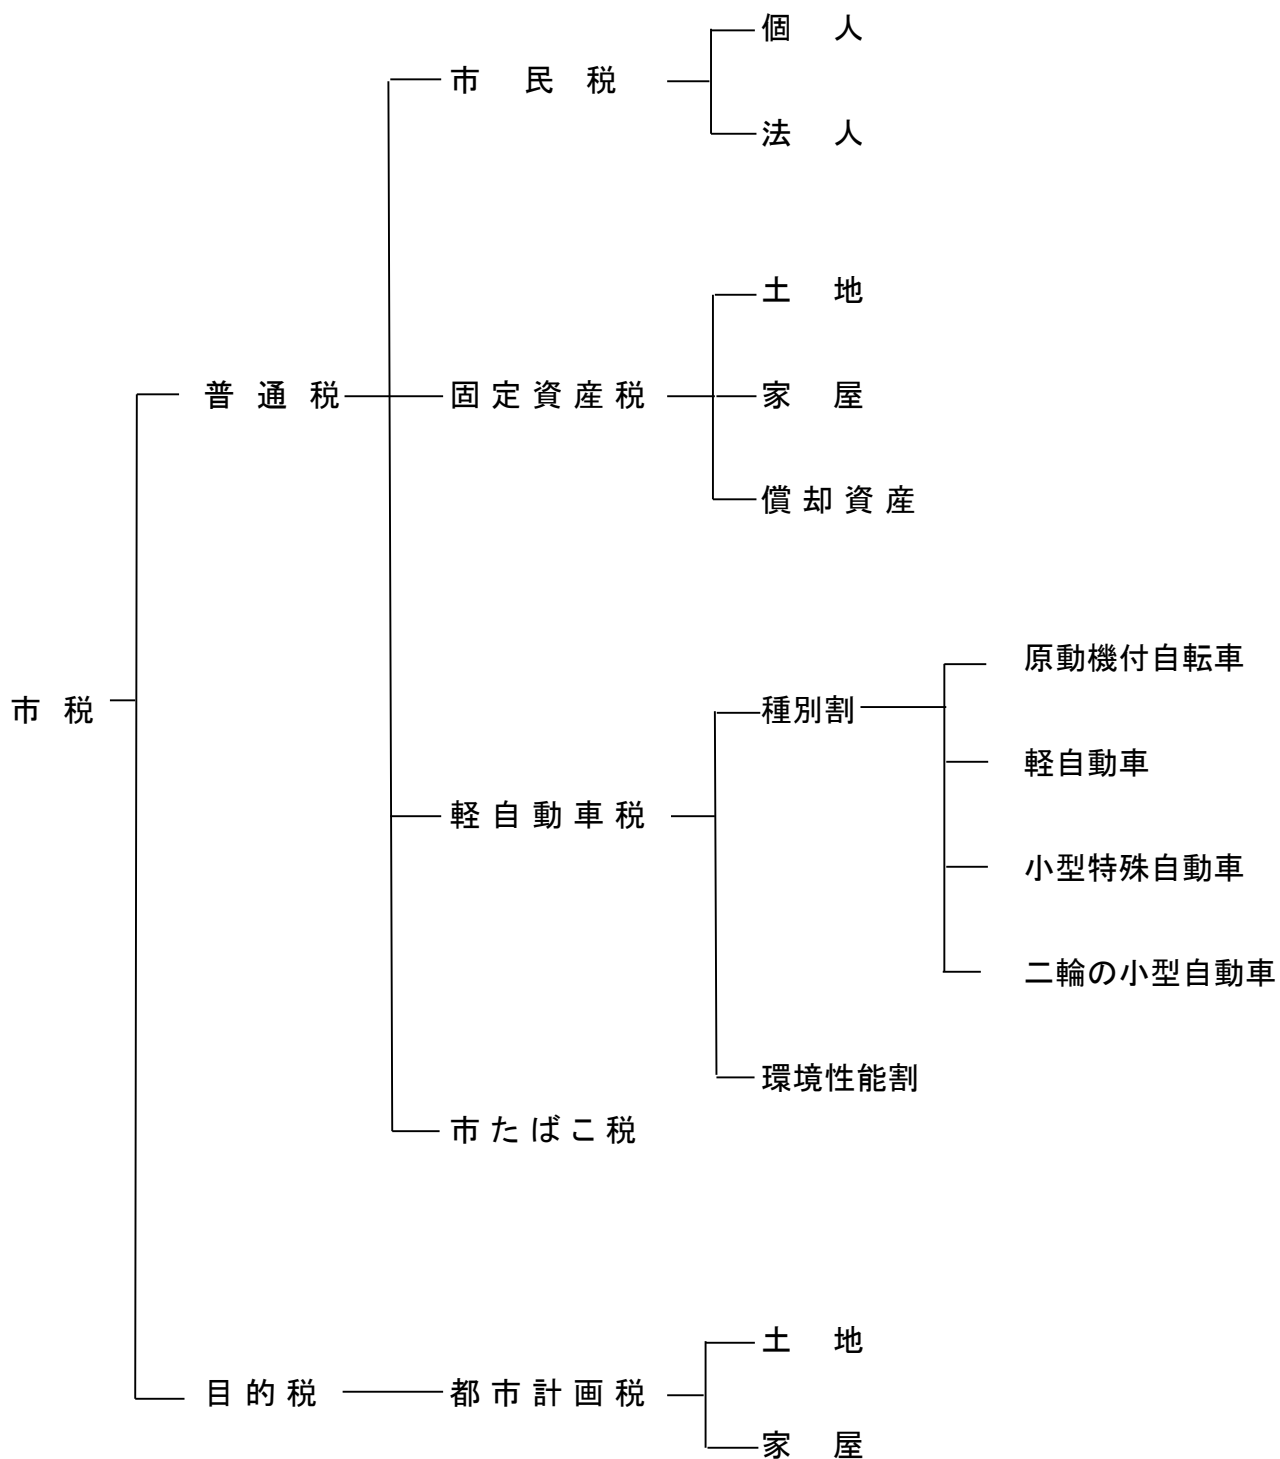 個　人
市　民　税
法　人
土　地
普 通 税
固 定 資 産 税
家　屋
償 却 資 産
原動機付自転車
市 税
種別割
軽自動車
軽 自 動 車 税
小型特殊自動車
二輪の小型自動車
環境性能割
市 た ば こ 税
土　地
目 的 税
都 市 計 画 税
家　屋